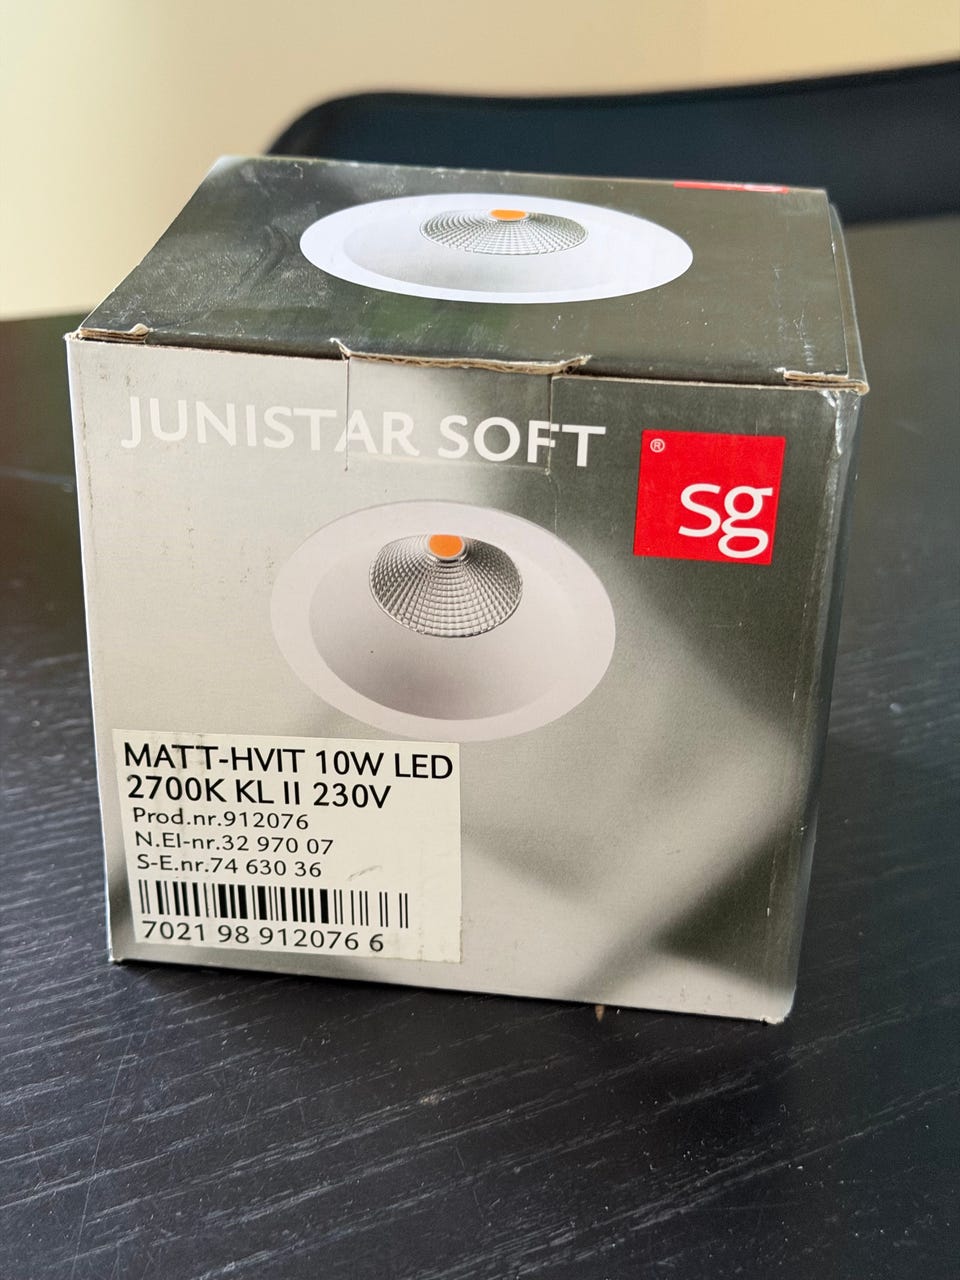 JUNISTAR SOFT
®
sg
MATT-HVIT 10W LED
2700K KL II 230V
Prod.nr.912076
N.El-nr.32 970 07
S-E.nr.74 630 36
7021 98 912076 6